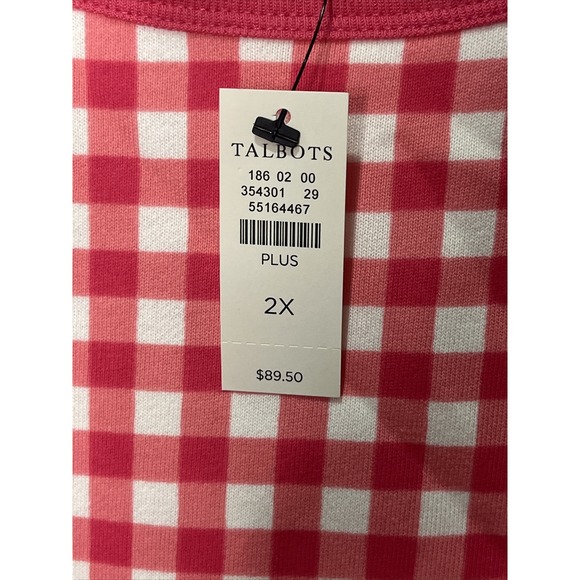 TALBOTS
186 02 00
354301 29
55164467
PLUS
2X
$89.50